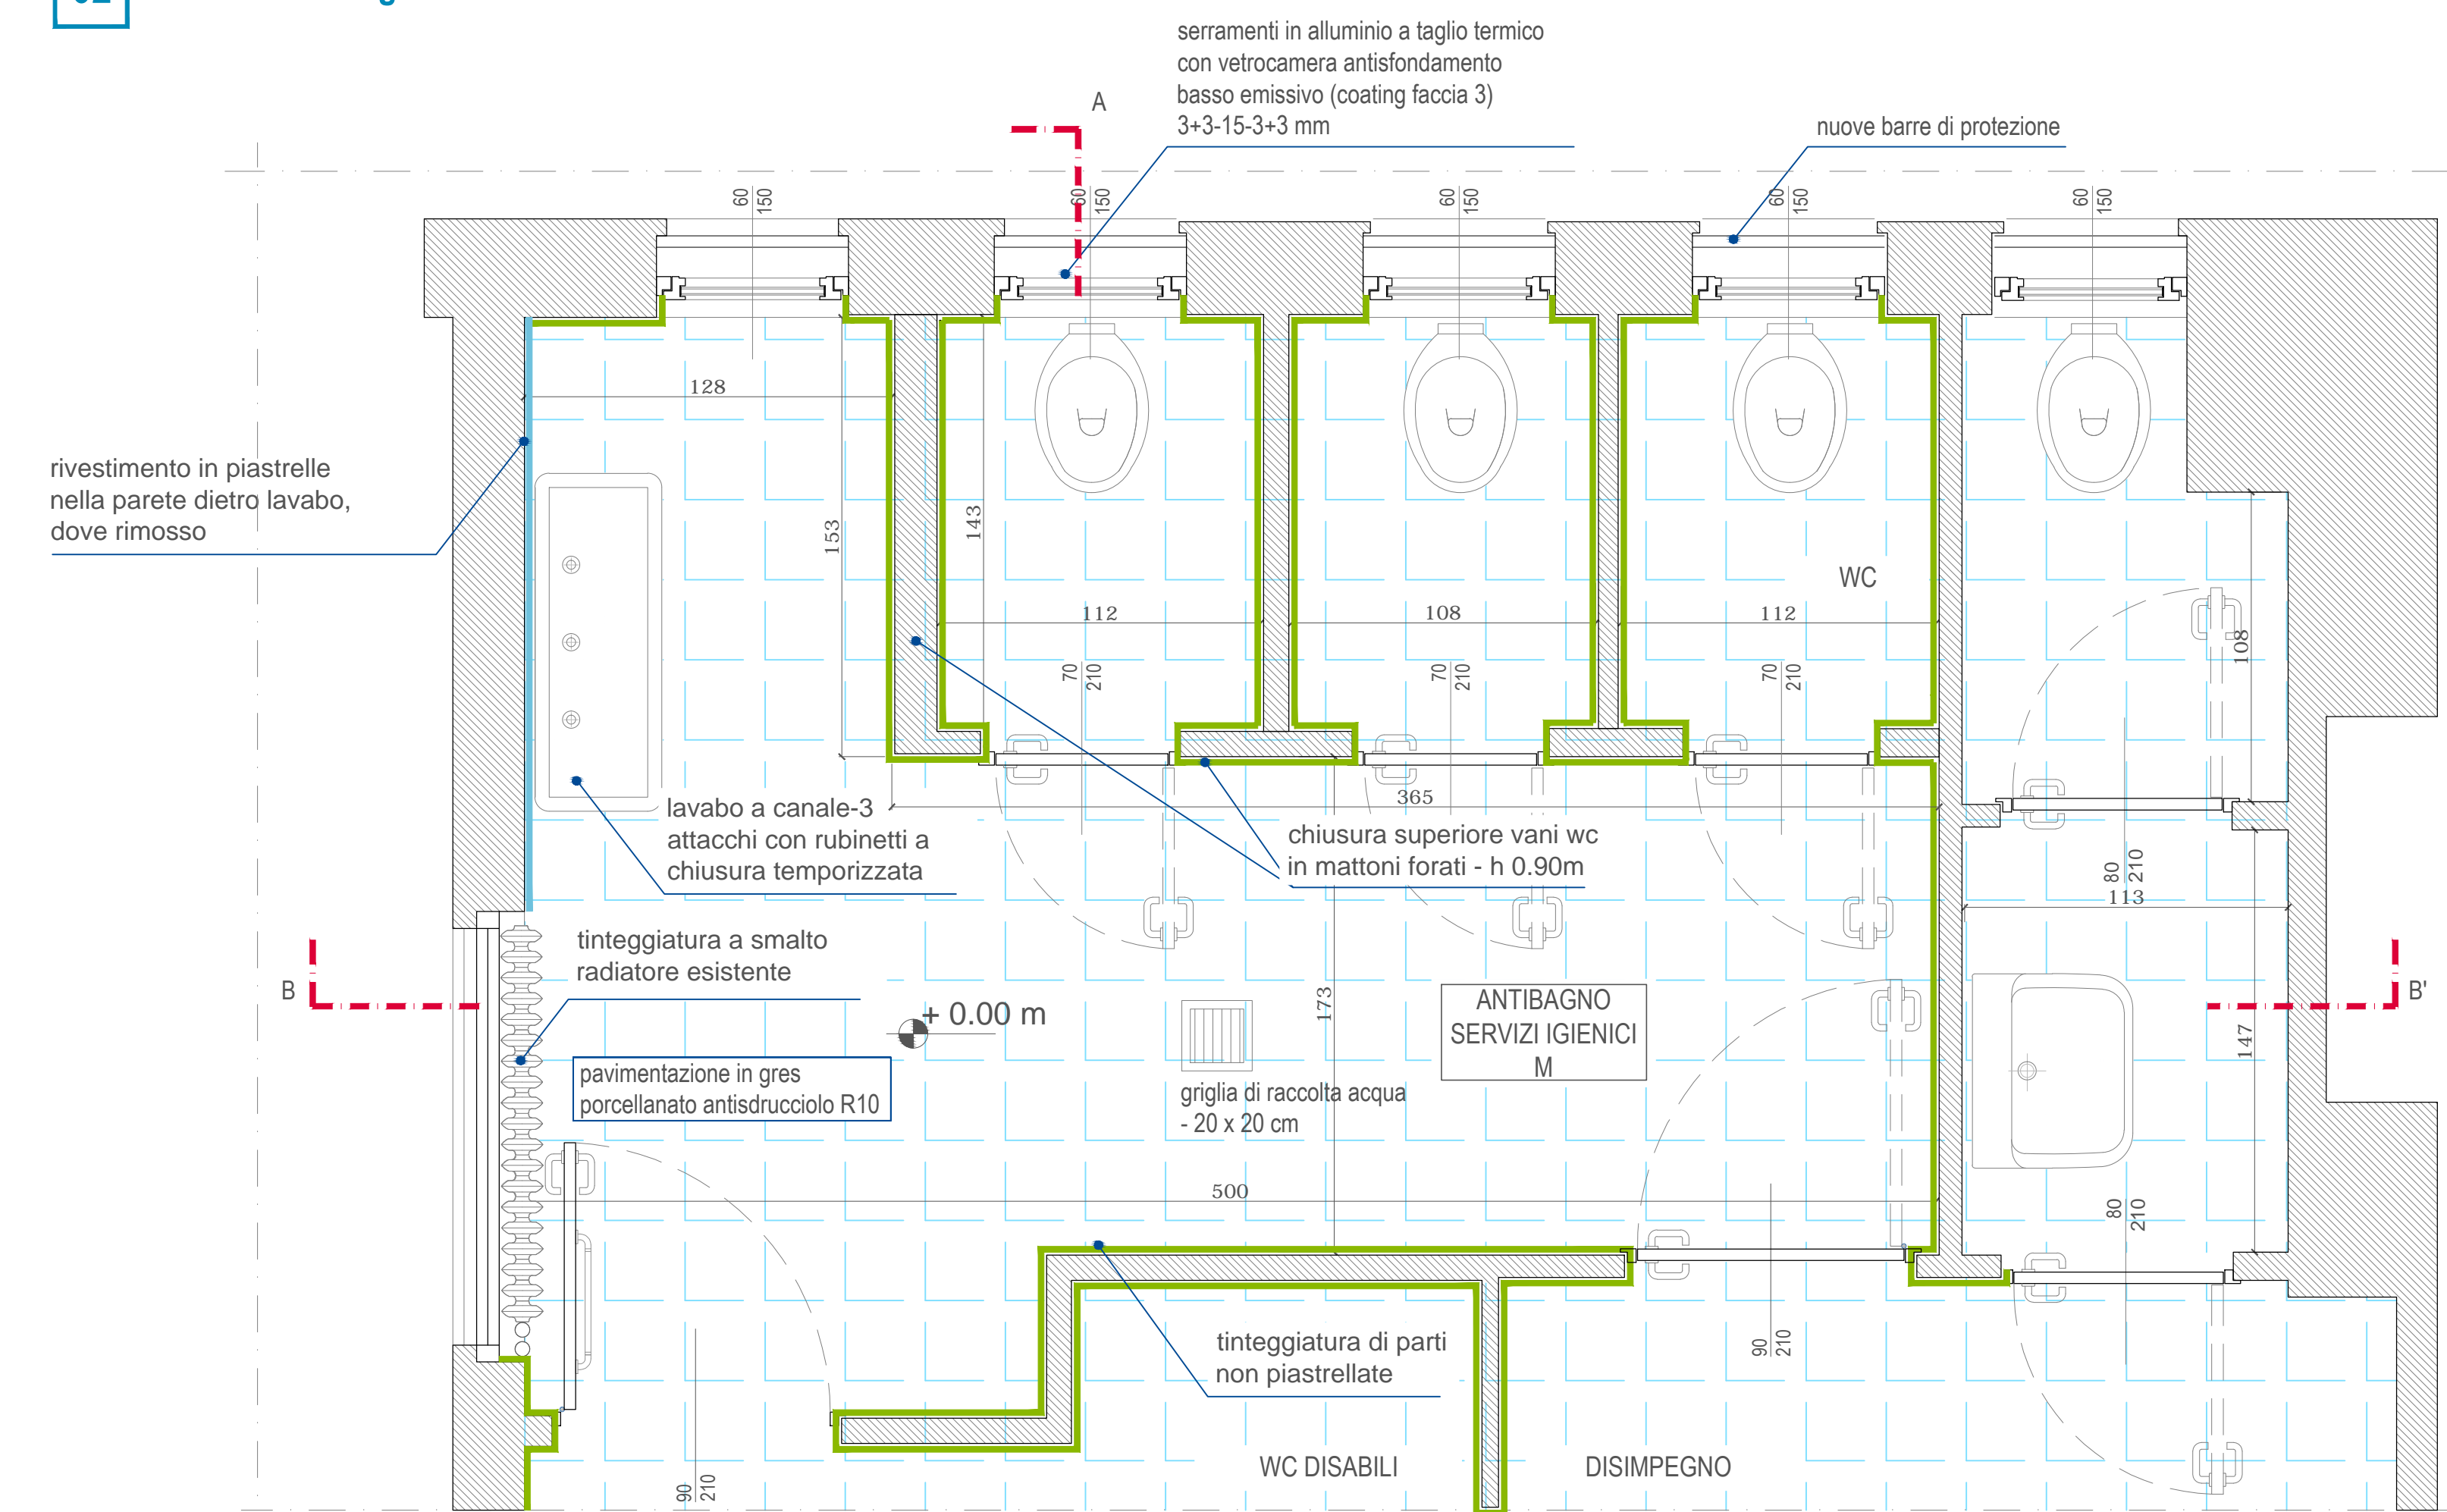 serramenti in alluminio a taglio termico
con vetrocamera antisfondamento
basso emissivo (coating faccia 3)
3+3-15-3+3 mm
A
nuove barre di protezione
60
150
60
150
60
150
60
150
60
150
128
rivestimento in piastrelle
nella parete dietro lavabo,
dove rimosso
153
143
WC
112
108
112
108
70
210
70
210
70
210
lavabo a canale-3
attacchi con rubinetti a
chiusura temporizzata
365
chiusura superiore vani wc
in mattoni forati - h 0.90m
80
210
113
tinteggiatura a smalto
radiatore esistente
B
B'
+ 0.00 m
173
ANTIBAGNO
SERVIZI IGIENICI
M
147
pavimentazione in gres
porcellanato antisdrucciolo R10
griglia di raccolta acqua
- 20 x 20 cm
500
80
210
tinteggiatura di parti
non piastrellate
90
210
WC DISABILI
DISIMPEGNO
90
210